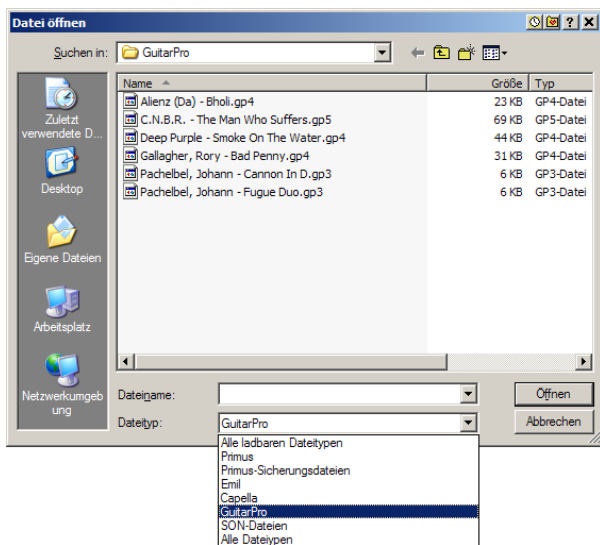 Datei öffnen
Suchen in: GuitarPro
Name Größe Typ
Alienz (Da) - Bholi.gp4 23 KB GP4-Datei
C.N.B.R. - The Man Who Suffers.gp5 69 KB GP5-Datei
Deep Purple - Smoke On The Water.gp4 44 KB GP4-Datei
Gallagher, Rory - Bad Penny.gp4 31 KB GP4-Datei
Pachelbel, Johann - Cannon In D.gp3 6 KB GP3-Datei
Pachelbel, Johann - Fugue Duo.gp3 6 KB GP3-Datei
Zuletzt
verwendete D...
Desktop
Eigene Dateien
Arbeitsplatz
Netzwerkumgeb
ung
Dateiname: Öffnen
Dateityp: GuitarPro Abbrechen
Alle ladbaren Dateitypen
Primus
Primus-Sicherungsdateien
Emil
Capella
GuitarPro
SON-Dateien
Alle Dateiypen